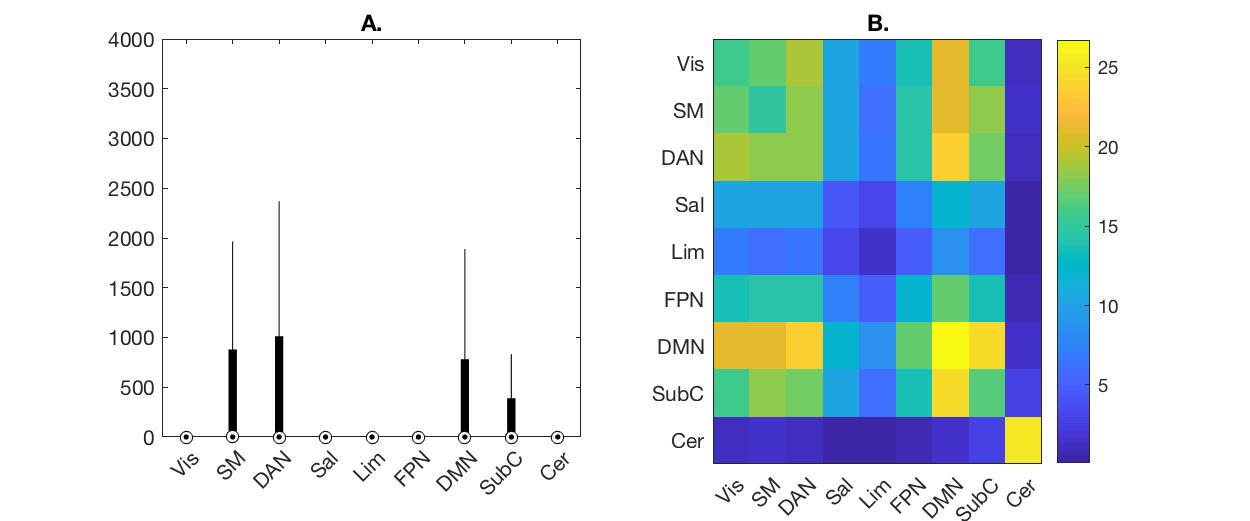 A.
4000
3500
3000
2500
2000
1500
1000
500
0
Vis
SM
DAN
Sal
Lim
FPN
DMN
SubC
Cer
B.
Vis
SM
DAN
Sal
Lim
FPN
DMN
SubC
Cer
Vis
SM
DAN
Sal
Lim
FPN
DMN
SubC
Cer
25
20
15
10
5